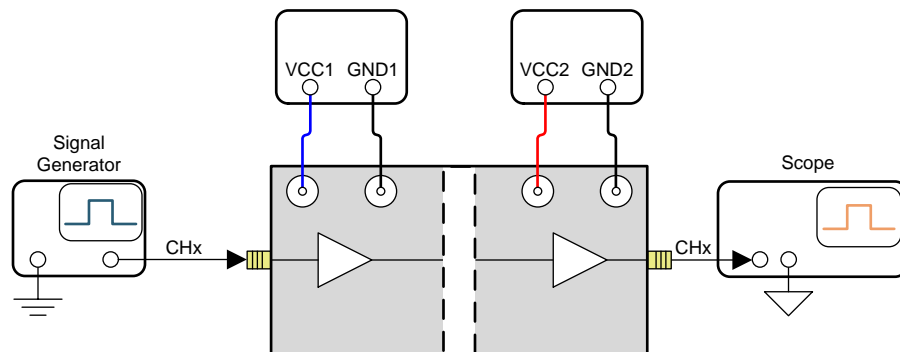 VCC1 GND1
VCC2 GND2
Signal
Generator
Scope
CHx
CHx